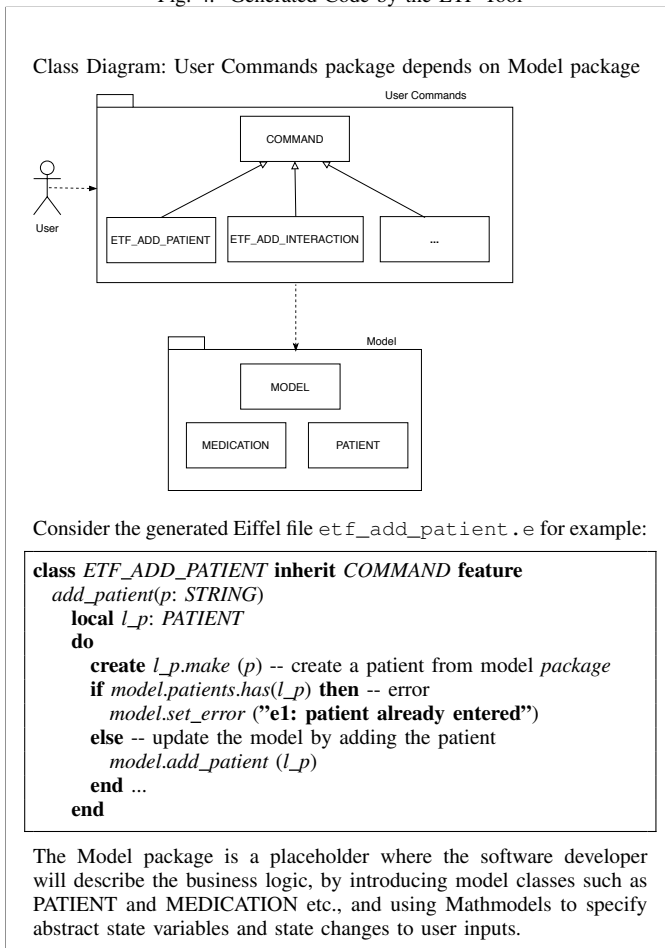 Fig. 4. Generated Code by the ETF Tool
Class Diagram: User Commands package depends on Model package
User Commands
COMMAND
User
ETF_ADD_PATIENT
ETF_ADD_INTERACTION
...
Model
MODEL
MEDICATION
PATIENT
Consider the generated Eiffel file etf_add_patient.e for example:
class ETF_ADD_PATIENT inherit COMMAND feature
add_patient(p: STRING)
local l_p: PATIENT
do
create l_p.make (p) -- create a patient from model package
if model.patients.has(l_p) then -- error
model.set_error (”e1: patient already entered”)
else -- update the model by adding the patient
model.add_patient (l_p)
end ...
end
The Model package is a placeholder where the software developer
will describe the business logic, by introducing model classes such as
PATIENT and MEDICATION etc., and using Mathmodels to specify
abstract state variables and state changes to user inputs.